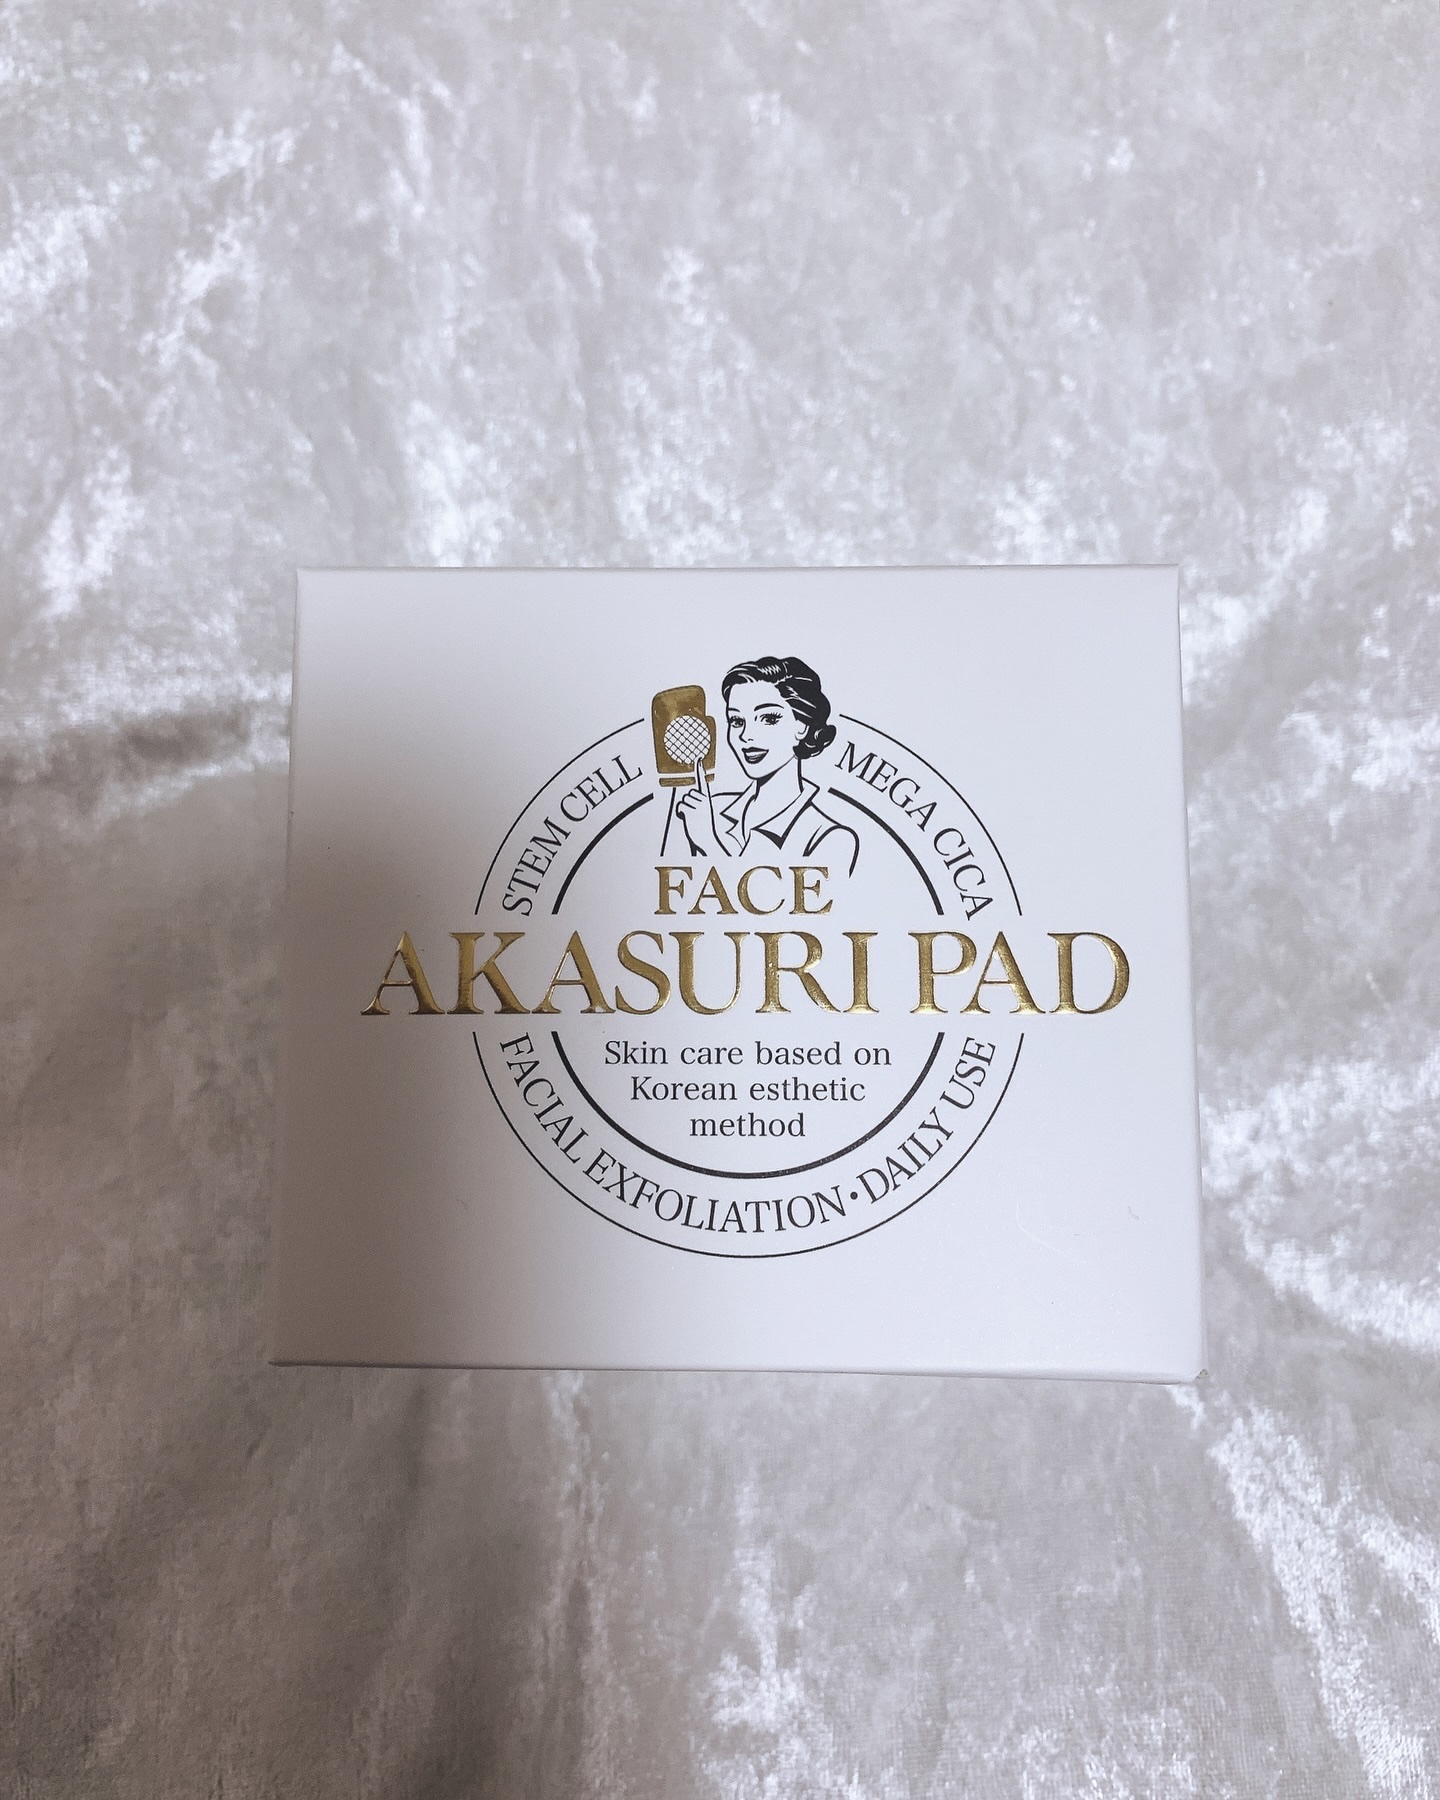 STEM CELL
MEGA CICA
FACE
AKASURI PAD
Skin care based on
Korean esthetic
method
FACIAL EXFOLIATION・DAILY USE